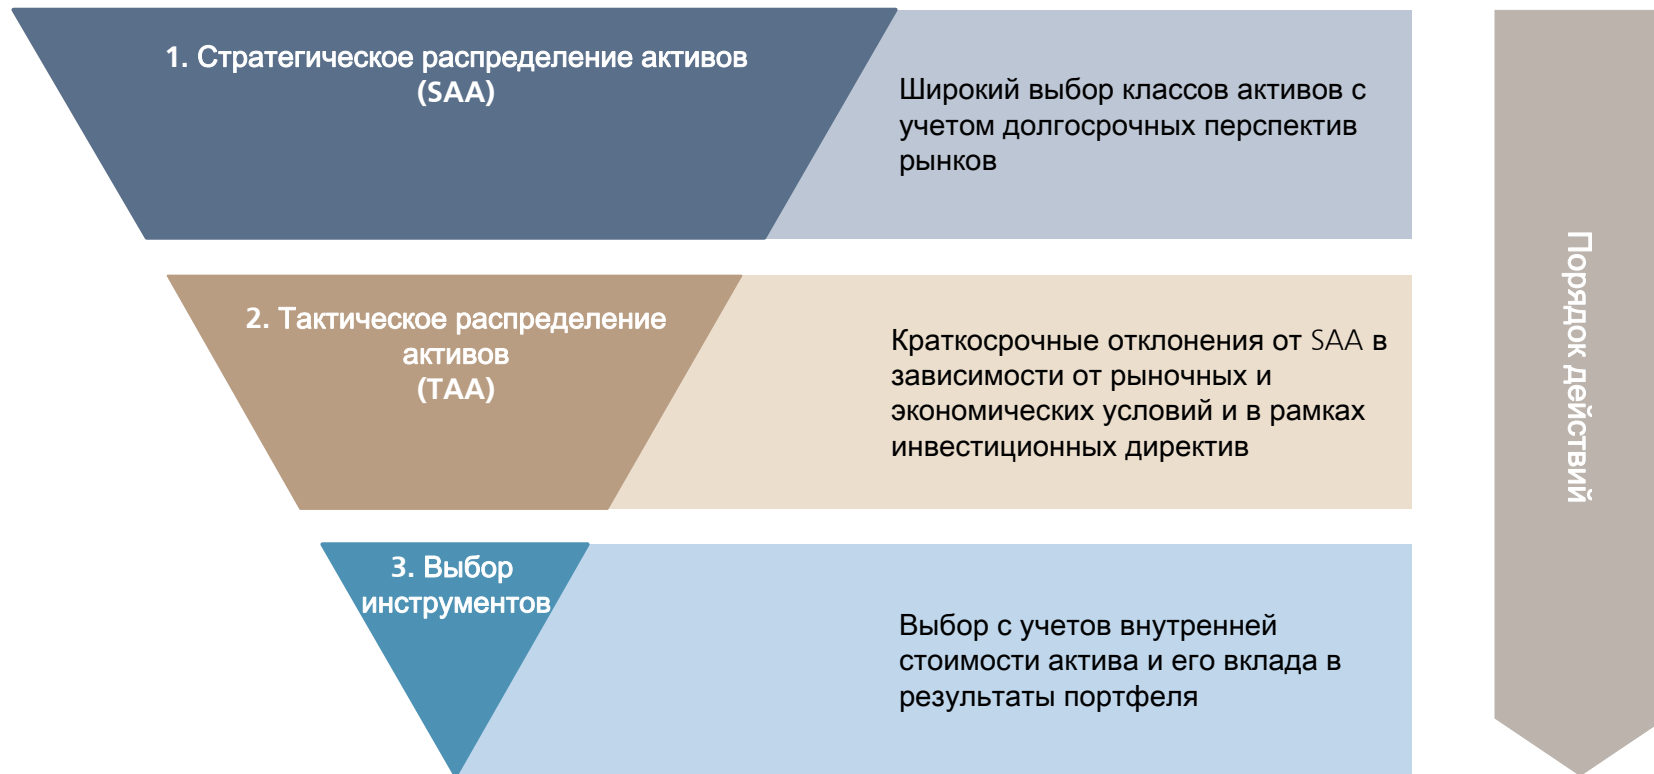 1. Стратегическое распределение активов
(SAA)
Широкий выбор классов активов с
учетом долгосрочных перспектив
рынков
2. Тактическое распределение
активов
(TAA)
Краткосрочные отклонения от SAA в
зависимости от рыночных и
экономических условий и в рамках
инвестиционных директив
3. Выбор
инструментов
Выбор с учетов внутренней
стоимости актива и его вклада в
результаты портфеля
Порядок действий